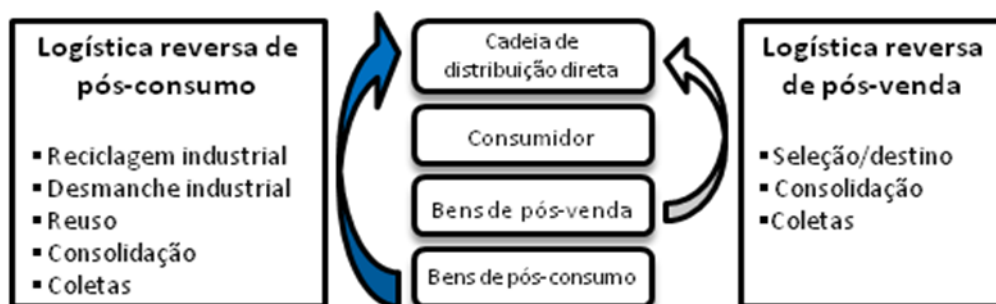 Logística reversa de
pós-consumo
▪ Reciclagem industrial
▪ Desmanche industrial
▪ Reuso
▪ Consolidação
▪ Coletas
Cadeia de
distribuição direta
Consumidor
Bens de pós-venda
Bens de pós-consumo
Logística reversa
de pós-venda
▪Seleção/destino
▪ Consolidação
▪Coletas